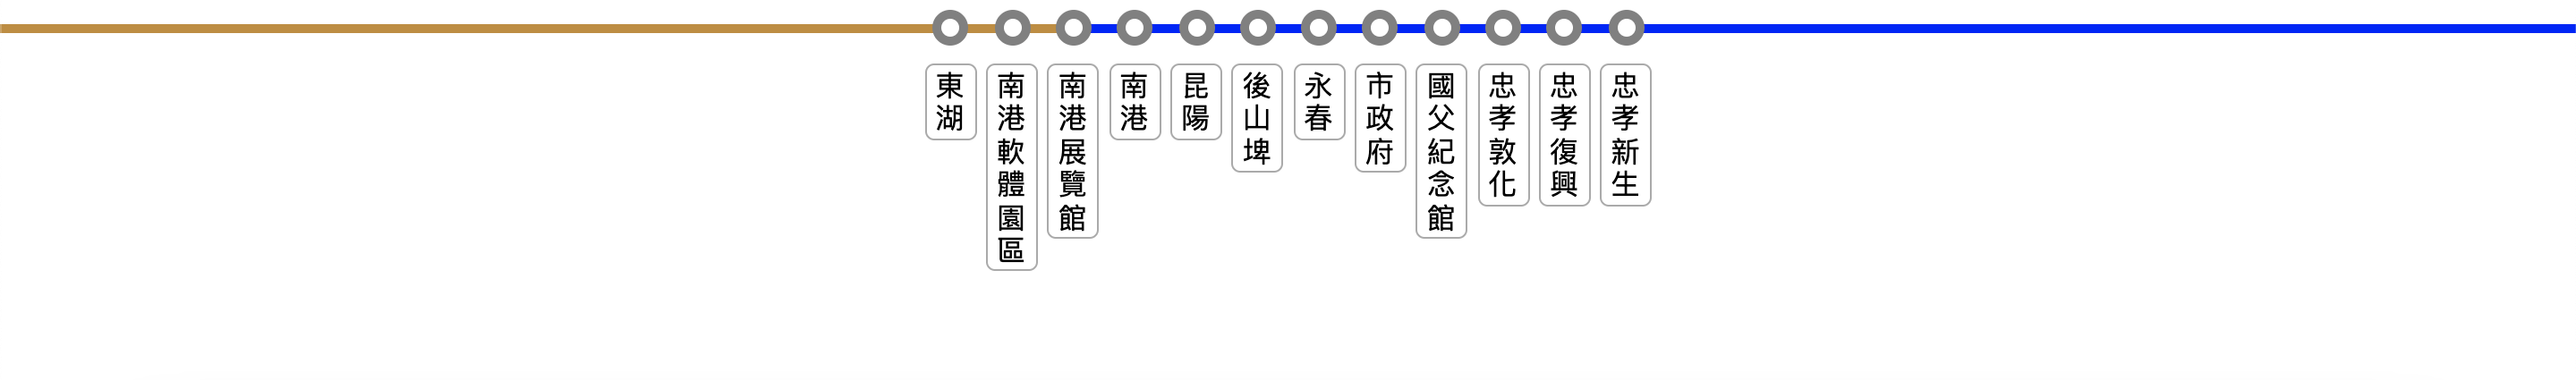 東湖
南港軟體園區
南港展覽館
南港
昆陽
後山埤
永春
市政府
國父紀念館
忠孝敦化
忠孝復興
忠孝新生